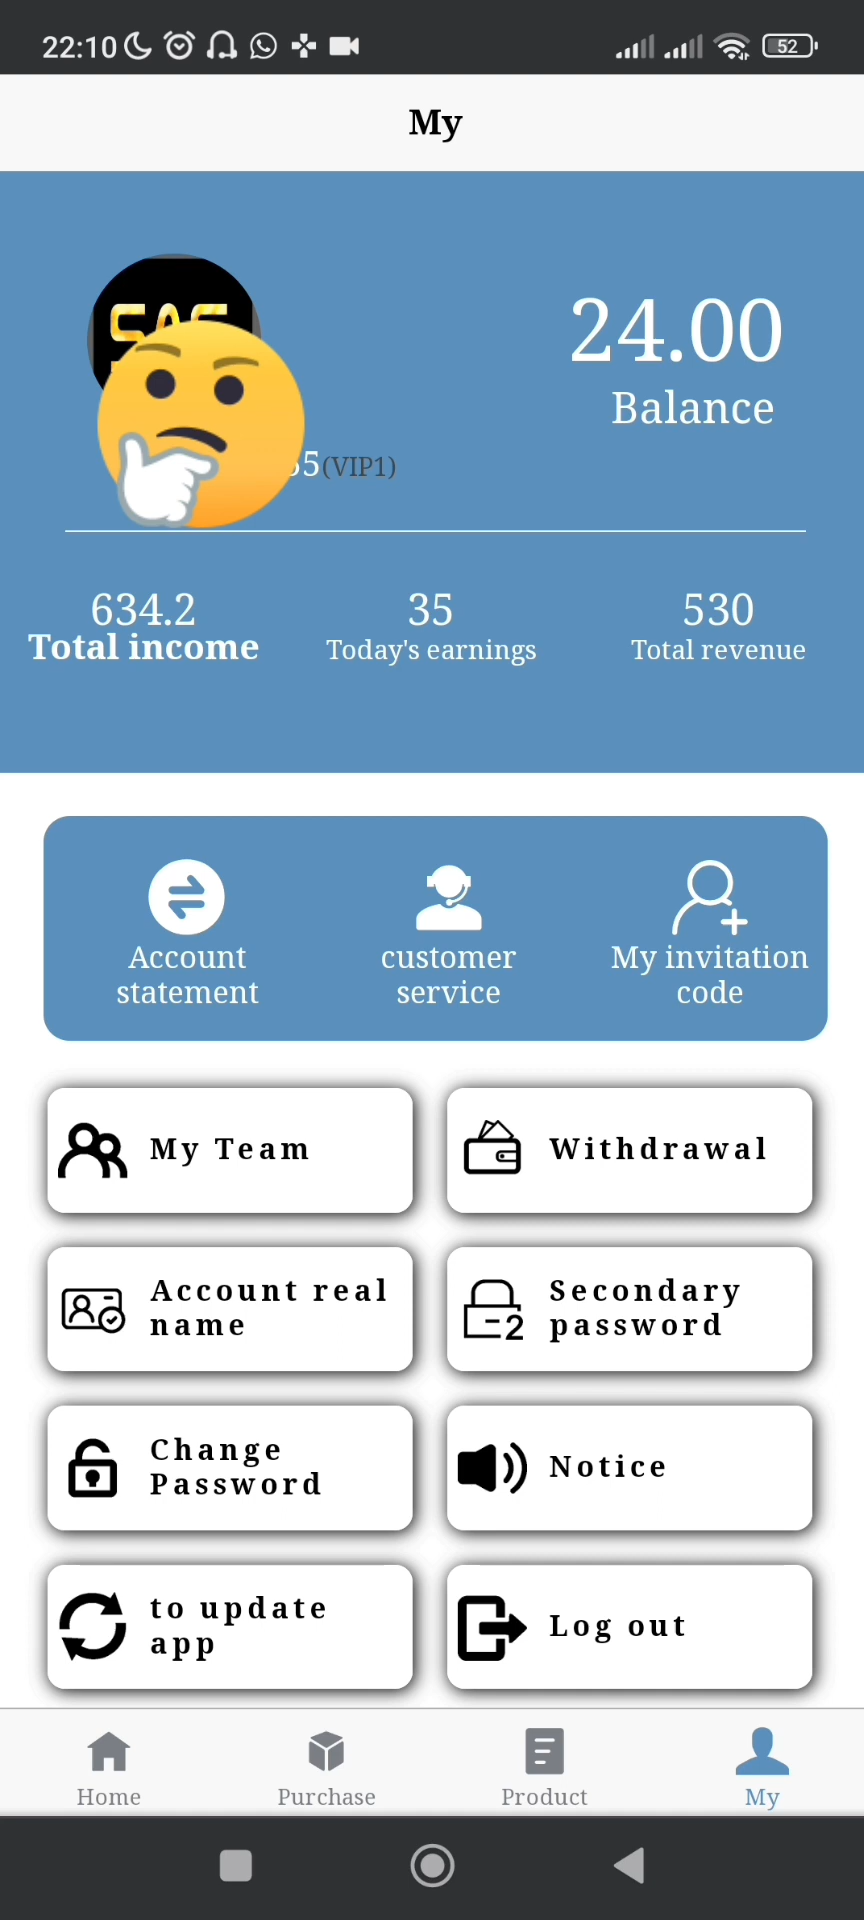 22:10
52
My
24.00
Balance
5(VIP1)
634.2
Total income
35
Today's earnings
530
Total revenue
Account
statement
customer
service
My invitation
code
My Team
Withdrawal
Account real
name
2
Secondary
password
Change
Password
Notice
to update
app
Log out
Home
Purchase
Product
My